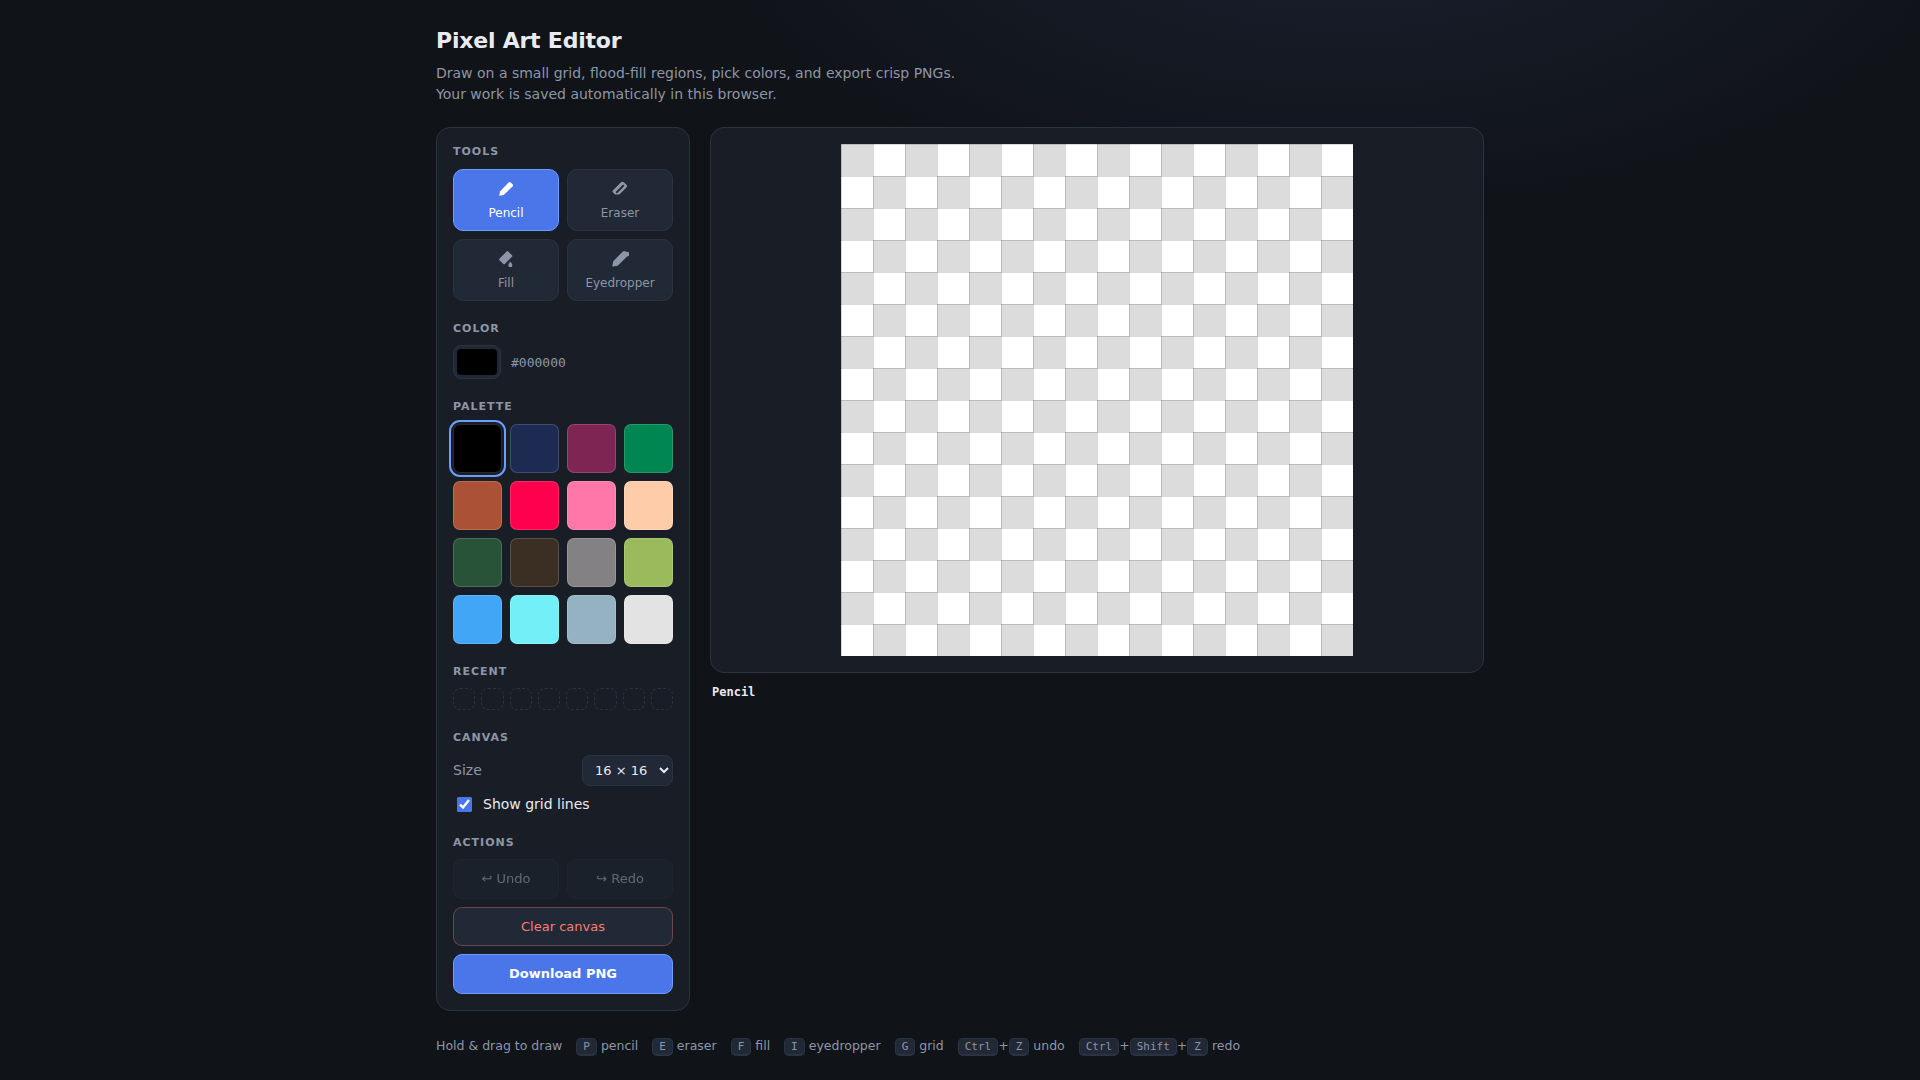 Pixel Art Editor
Draw on a small grid, flood-fill regions, pick colors, and export crisp PNGs.
Your work is saved automatically in this browser.
TOOLS
Pencil
Eraser
Fill
Eyedropper
COLOR
#000000
PALETTE
RECENT
CANVAS
Size
16 × 16
Show grid lines
ACTIONS
↩ Undo
↪ Redo
Clear canvas
Download PNG
Pencil
Hold & drag to draw P pencil E eraser F fill I eyedropper G grid Ctrl+Z undo Ctrl+Shift+Z redo